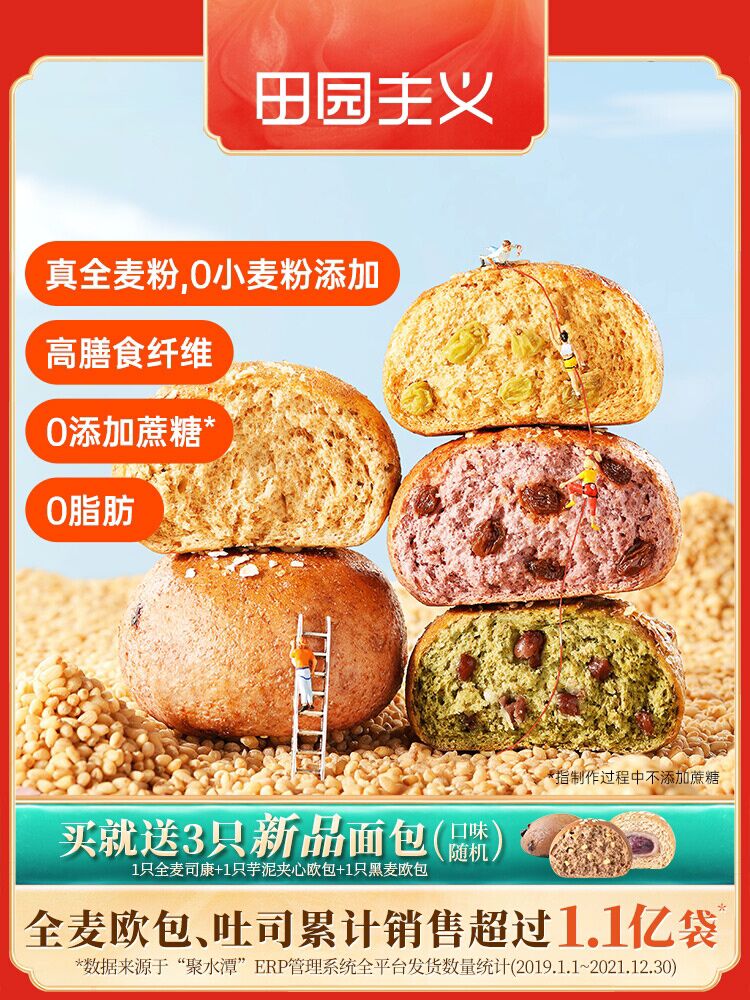 田园主义
真全麦粉,0小麦粉添加
高膳食纤维
0添加蔗糖*
0脂肪
*指制作过程中不添加蔗糖
买就送3只新品面包(口味随机)
1只全麦司康+1只芋泥夹心欧包+1只黑麦欧包
全麦欧包、吐司累计销售超过1.1亿袋*
*数据来源于“聚水潭”ERP管理系统全平台发货数量统计(2019.1.1~2021.12.30)